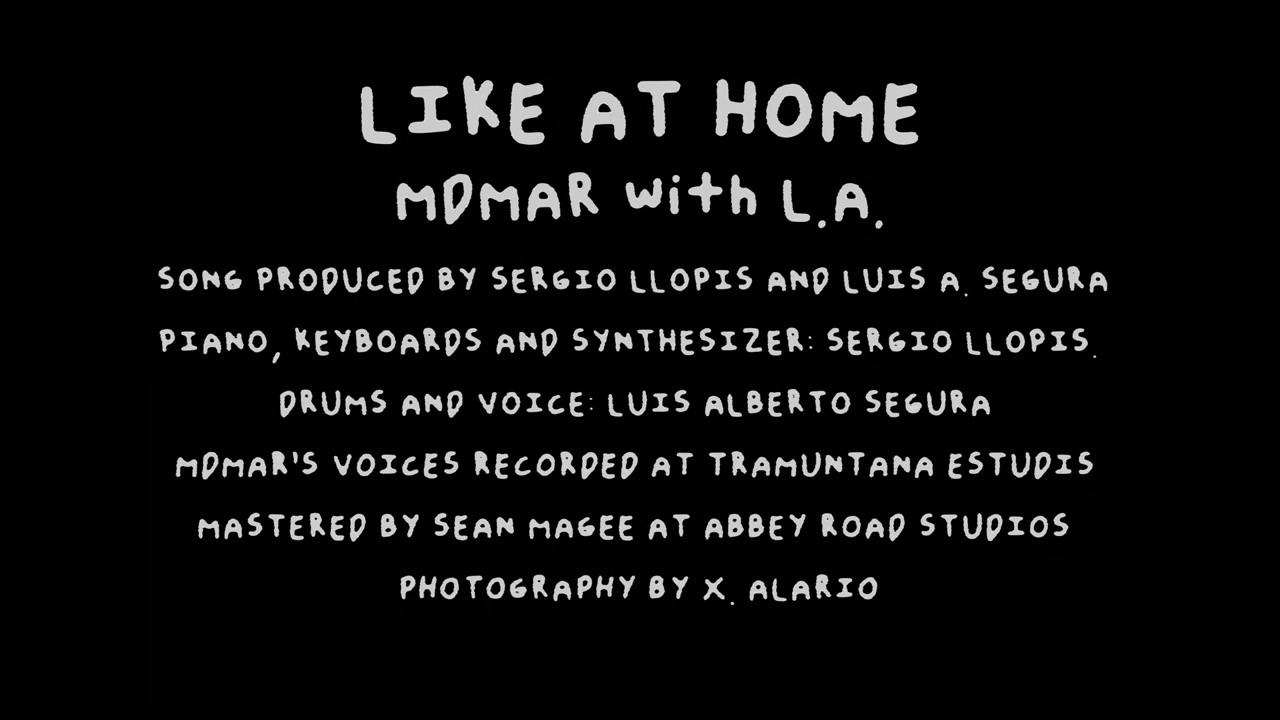 LIKE AT HOME
MDMAR with L.A.
SONG PRODUCED BY SERGIO LLOPIS AND LUIS A. SEGURA
PIANO, KEYBOARDS AND SYNTHESIZER: SERGIO LLOPIS.
DRUMS AND VOICE: LUIS ALBERTO SEGURA
MDMAR'S VOICES RECORDED AT TRAMUNTANA ESTUDIS
MASTERED BY SEAN MAGEE AT ABBEY ROAD STUDIOS
PHOTOGRAPHY BY X. ALARIO